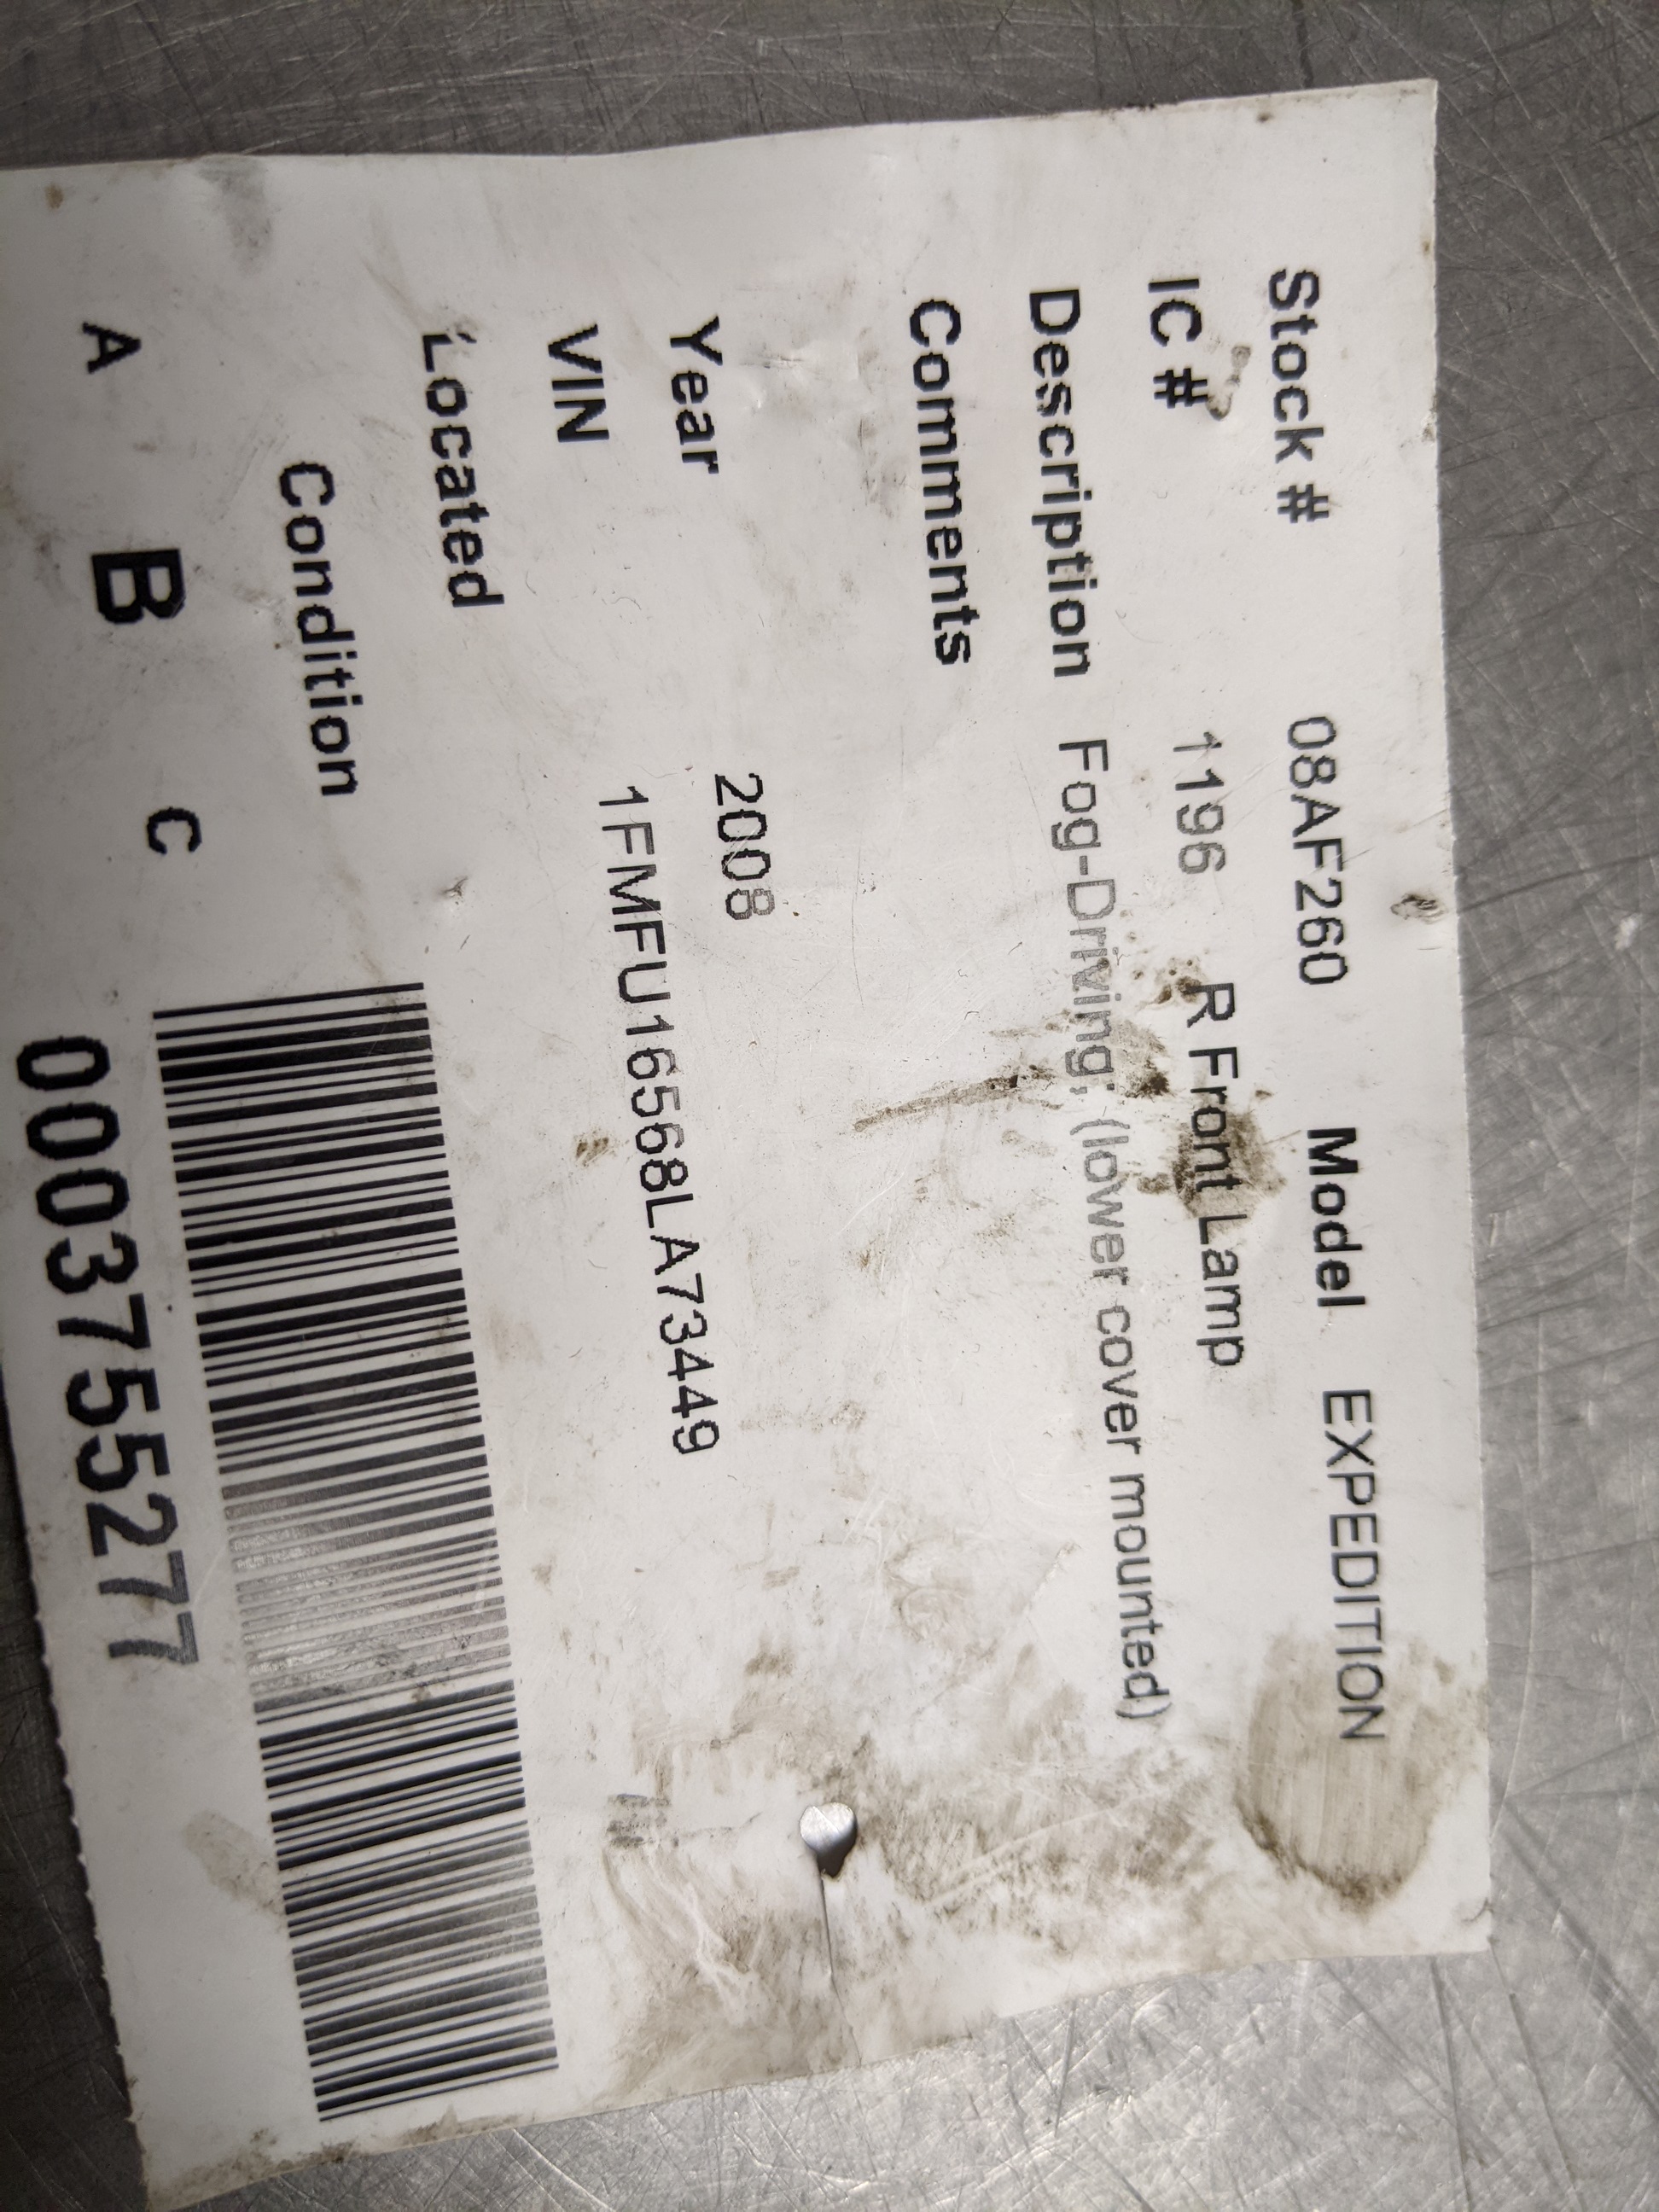 Stock # 08AF260 Model EXPEDITION
IC # 1196 R Front Lamp
Description Fog-Driving; (lower cover mounted)
Comments
Year 2008
VIN 1FMFU16568LA73449
Located
Condition
A B C
0003755277